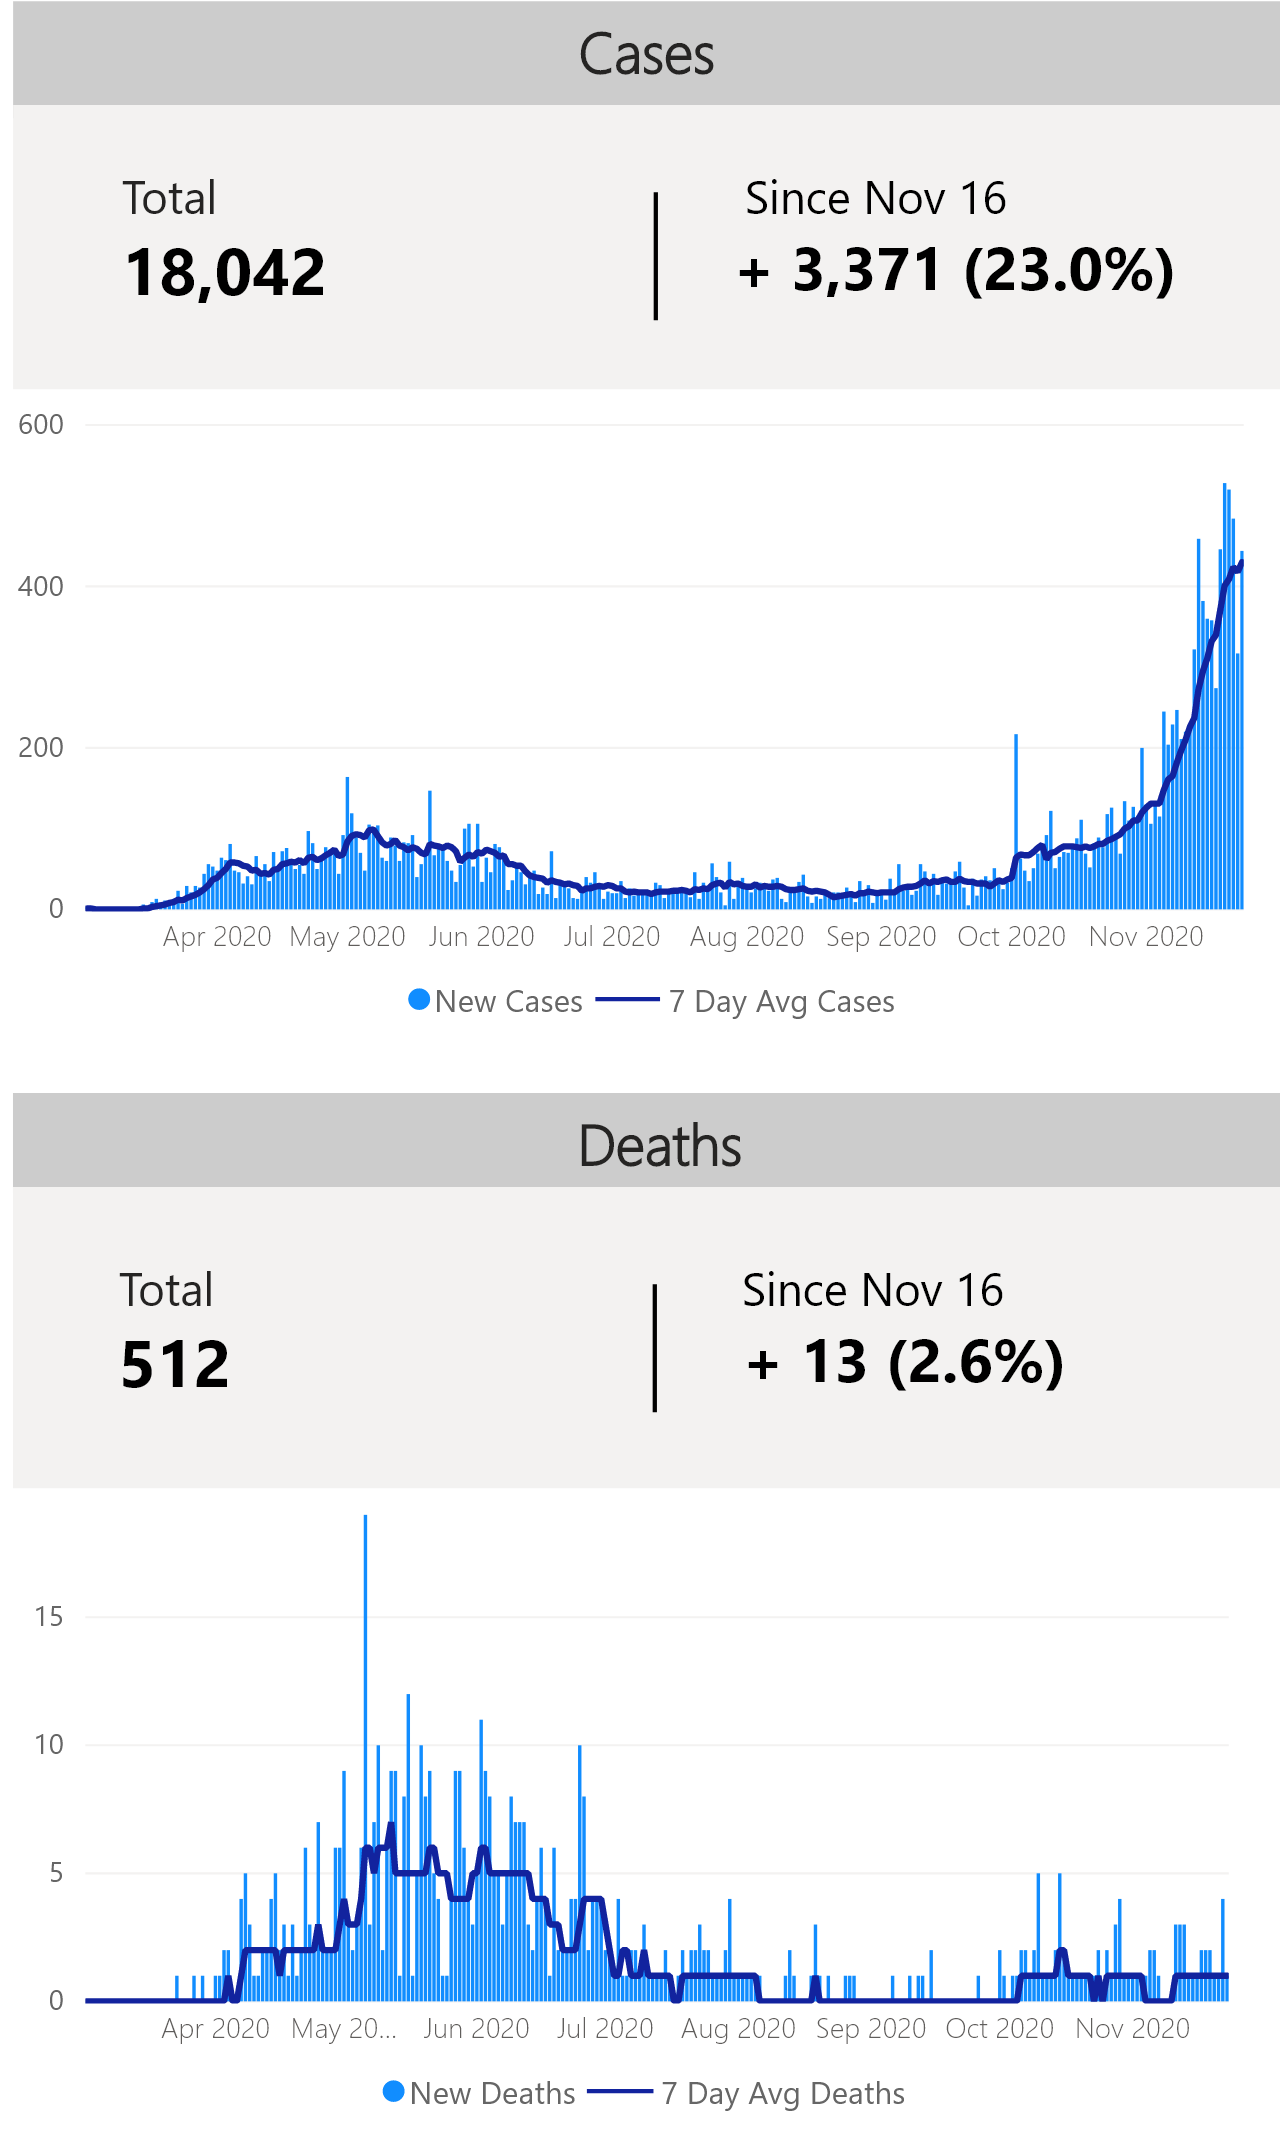 Cases
Total
18,042
Since Nov 16
+ 3,371 (23.0%)
600
400
200
0
Apr 2020 May 2020 Jun 2020 Jul 2020 Aug 2020 Sep 2020 Oct 2020 Nov 2020
New Cases 7 Day Avg Cases
Deaths
Total
512
Since Nov 16
+ 13 (2.6%)
15
10
5
0
Apr 2020 May 20... Jun 2020 Jul 2020 Aug 2020 Sep 2020 Oct 2020 Nov 2020
New Deaths 7 Day Avg Deaths